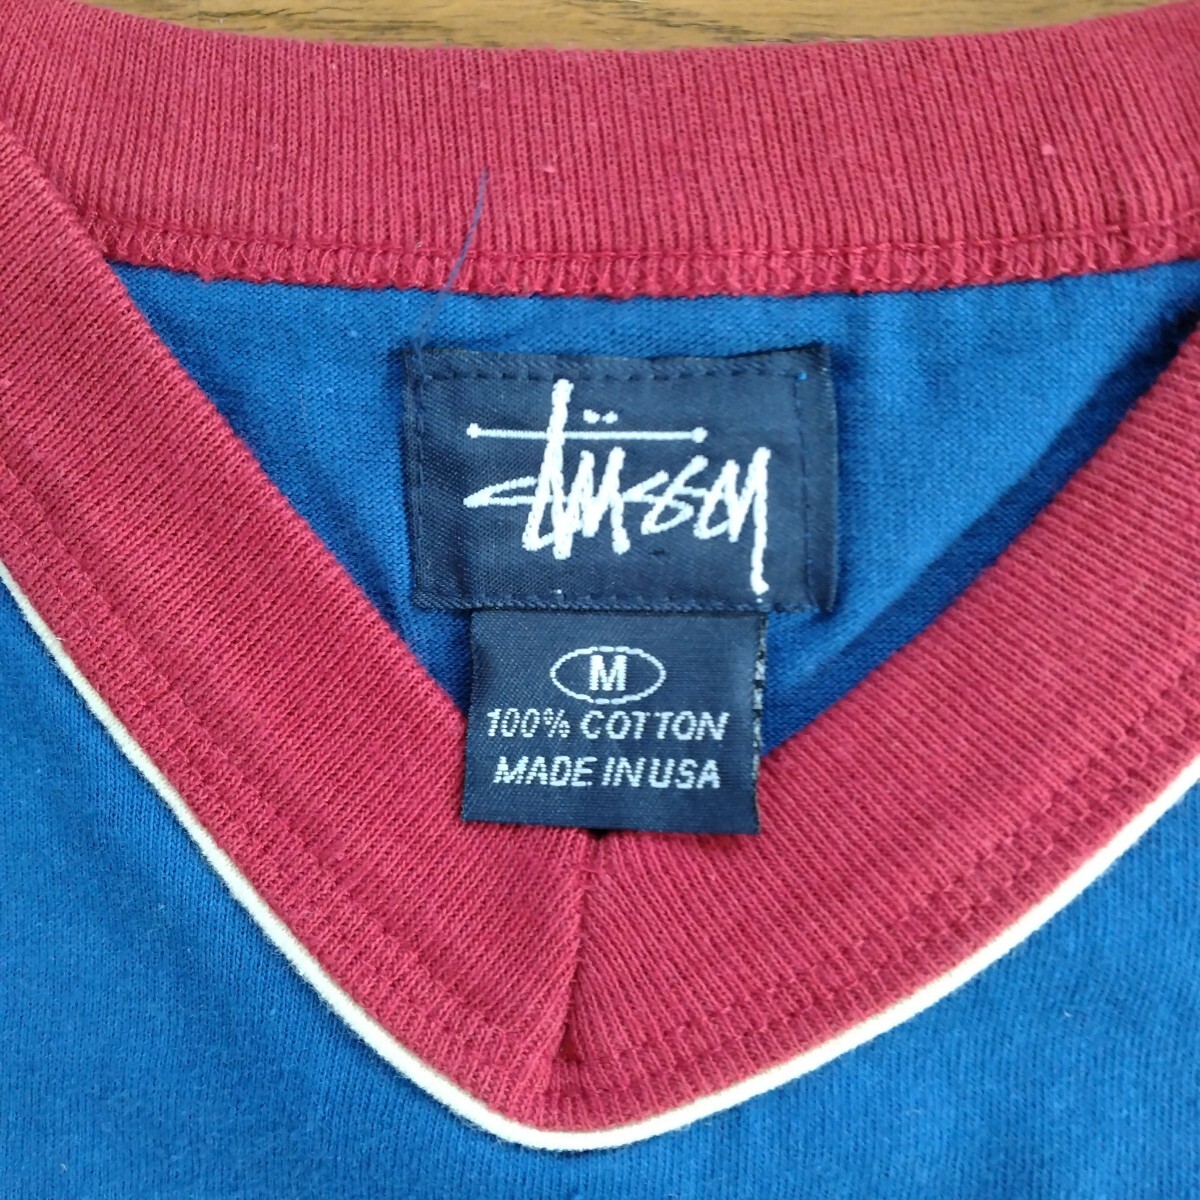 Stüssy
M
100% COTTON
MADE IN USA